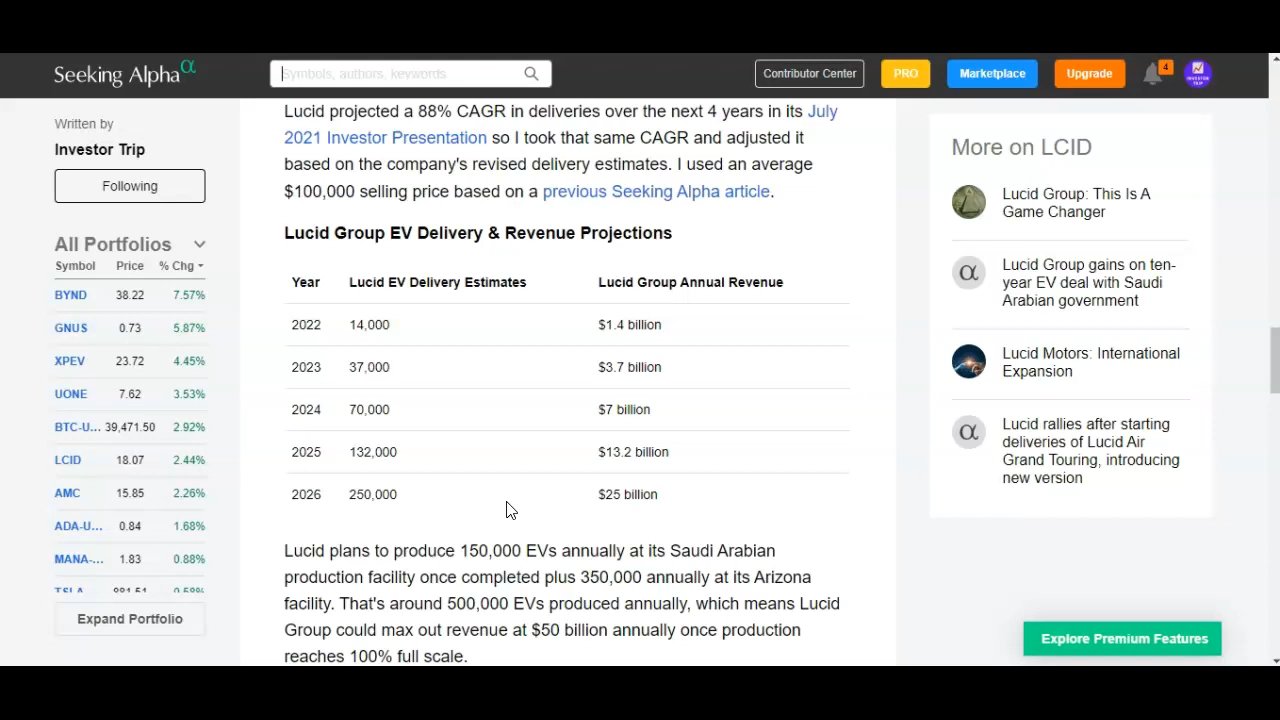 Seeking Alpha α
Symbols, authors, keywords
Contributor Center
PRO
Marketplace
Upgrade
4
Written by
Investor Trip
Following
All Portfolios
Symbol Price % Chg
BYND 38.22 7.57%
GNUS 0.73 5.87%
XPEV 23.72 4.45%
UONE 7.62 3.53%
BTC-U... 39,471.50 2.92%
LCID 18.07 2.44%
AMC 15.85 2.26%
ADA-U... 0.84 1.68%
MANA-... 1.83 0.88%
TSLA
Expand Portfolio
Lucid projected a 88% CAGR in deliveries over the next 4 years in its July
2021 Investor Presentation so I took that same CAGR and adjusted it
based on the company's revised delivery estimates. I used an average
$100,000 selling price based on a previous Seeking Alpha article.
Lucid Group EV Delivery & Revenue Projections
Year Lucid EV Delivery Estimates Lucid Group Annual Revenue
2022 14,000 $1.4 billion
2023 37,000 $3.7 billion
2024 70,000 $7 billion
2025 132,000 $13.2 billion
2026 250,000 $25 billion
Lucid plans to produce 150,000 EVs annually at its Saudi Arabian
production facility once completed plus 350,000 annually at its Arizona
facility. That's around 500,000 EVs produced annually, which means Lucid
Group could max out revenue at $50 billion annually once production
reaches 100% full scale.
More on LCID
Lucid Group: This Is A
Game Changer
α
Lucid Group gains on ten-
year EV deal with Saudi
Arabian government
Lucid Motors: International
Expansion
α
Lucid rallies after starting
deliveries of Lucid Air
Grand Touring, introducing
new version
Explore Premium Features